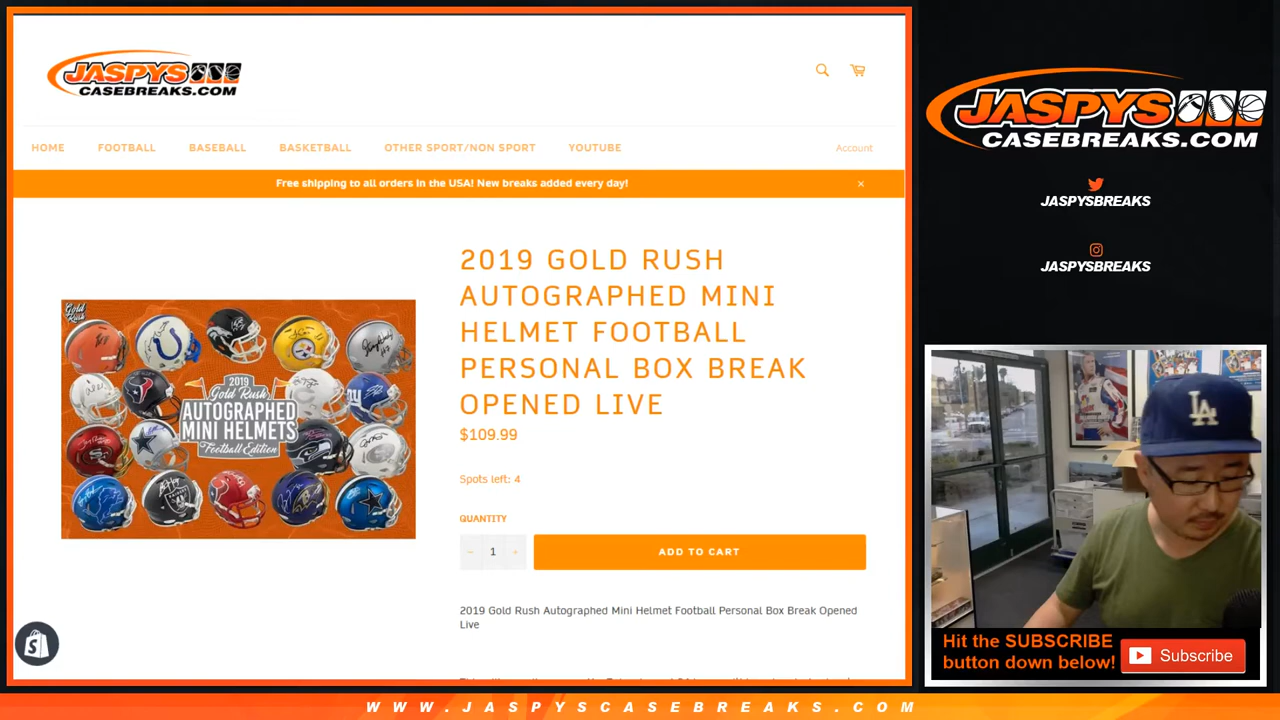 JASPYS
CASEBREAKS.COM
HOME
FOOTBALL
BASEBALL
BASKETBALL
OTHER SPORT/NON SPORT
YOUTUBE
Account
Free shipping to all orders in the USA! New breaks added every day!
×
2019 GOLD RUSH
AUTOGRAPHED MINI
HELMET FOOTBALL
PERSONAL BOX BREAK
OPENED LIVE
$109.99
Spots left: 4
QUANTITY
− 1 +
ADD TO CART
2019 Gold Rush Autographed Mini Helmet Football Personal Box Break Opened
Live
Gold
Rush
2019
Gold Rush
AUTOGRAPHED
MINI HELMETS
Football Edition
JASPYS
CASEBREAKS.COM
JASPYSBREAKS
JASPYSBREAKS
LA
Hit the SUBSCRIBE
button down below!
Subscribe
WWW.JASPYSCASEBREAKS.COM